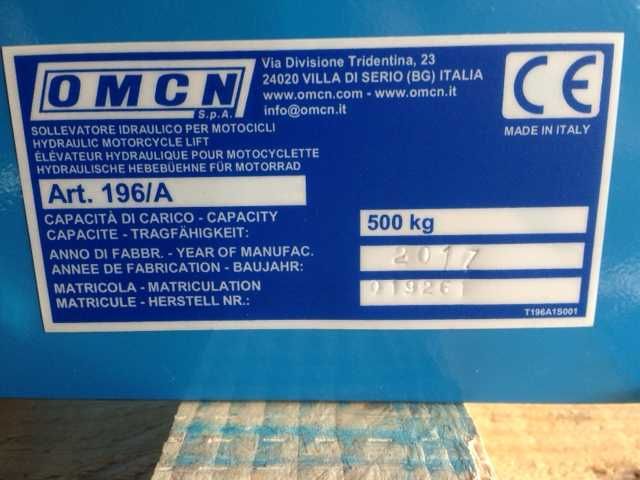 OMCN
S.p.A.
Via Divisione Tridentina, 23
24020 VILLA DI SERIO (BG) ITALIA
www.omcn.com - www.omcn.it
info@omcn.it
CE
MADE IN ITALY
SOLLEVATORE IDRAULICO PER MOTOCICLI
HYDRAULIC MOTORCYCLE LIFT
ÉLÉVATEUR HYDRAULIQUE POUR MOTOCYCLETTE
HYDRAULISCHE HEBEBÜEHNE FÜR MOTORRAD
Art. 196/A
CAPACITÀ DI CARICO - CAPACITY
CAPACITE - TRAGFÄHIGKEIT:
500 kg
ANNO DI FABBR. - YEAR OF MANUFAC.
ANNEE DE FABRICATION - BAUJAHR:
2017
MATRICOLA - MATRICULATION
MATRICULE - HERSTELL NR.:
01926
T196A1S001